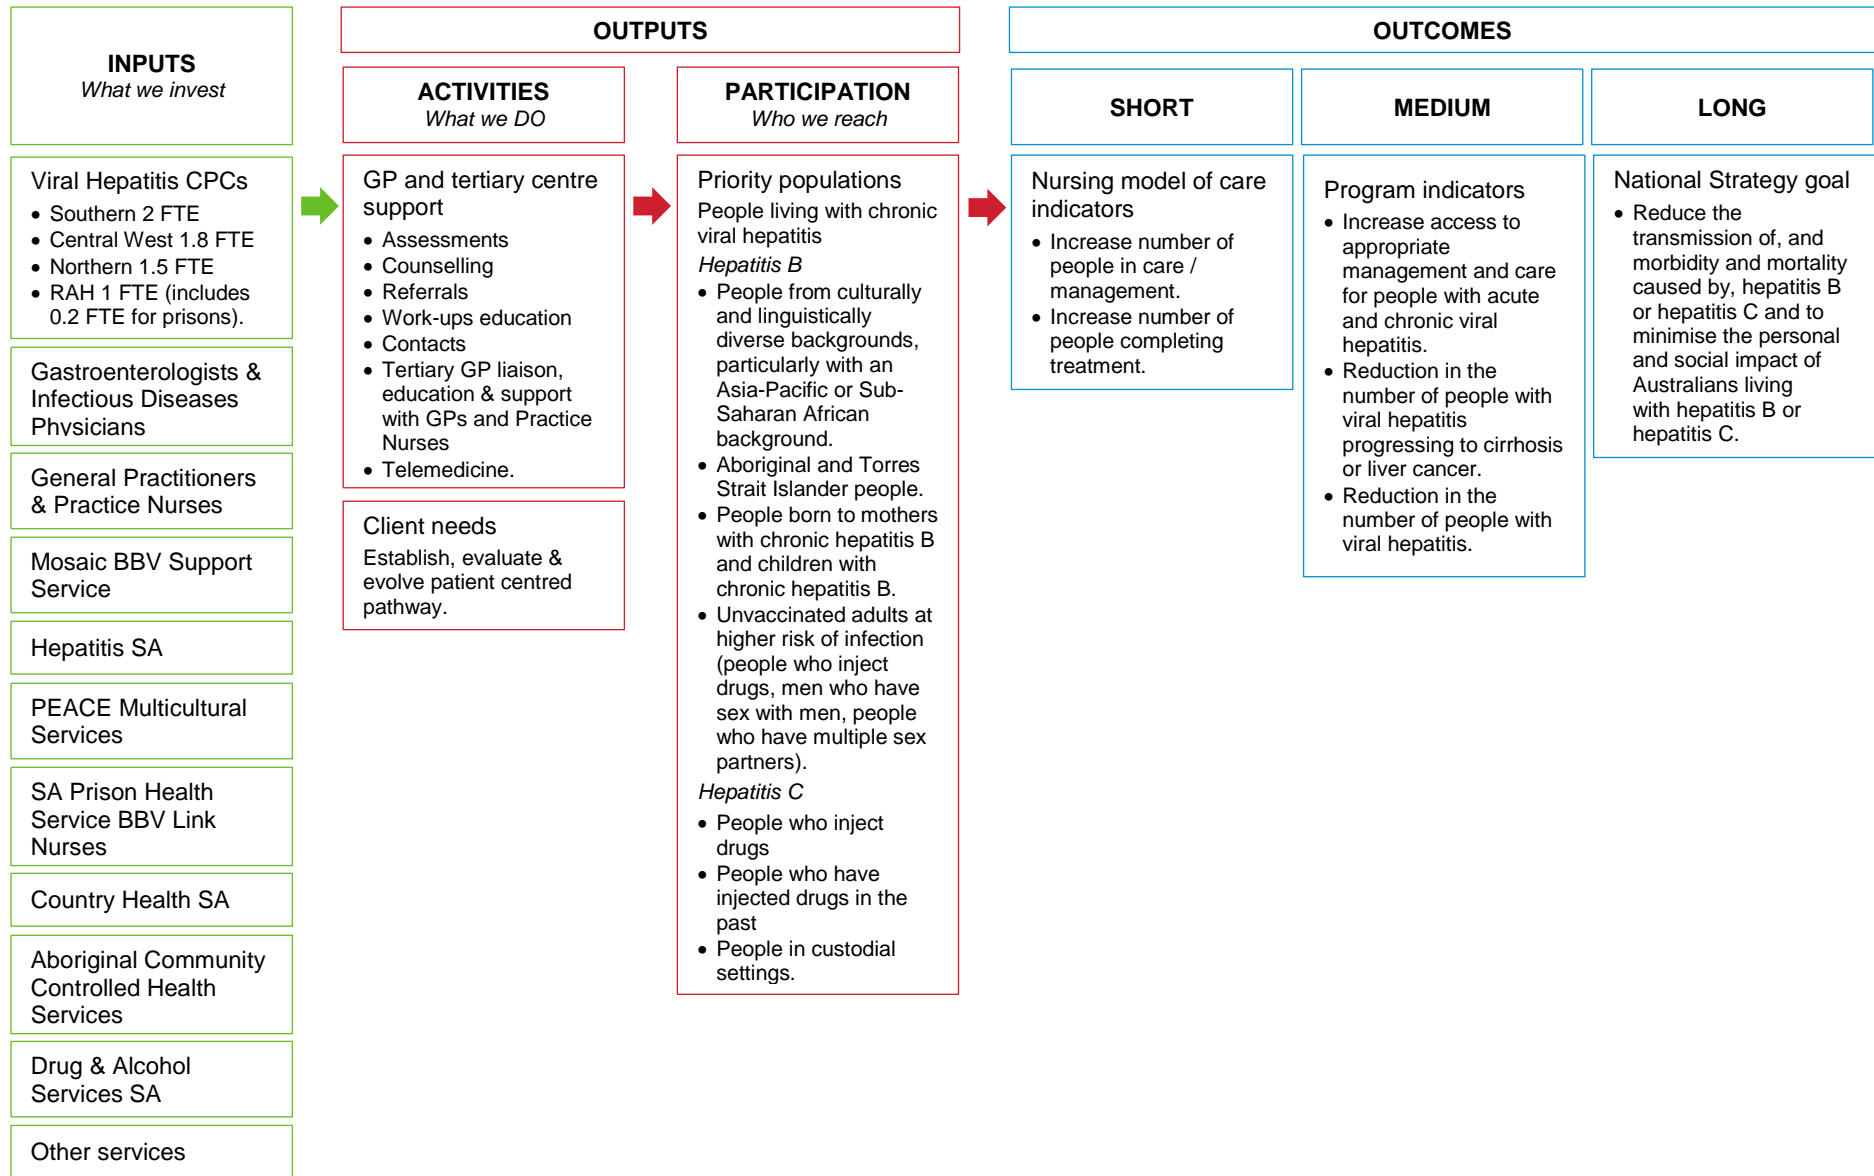 INPUTS
What we invest
Viral Hepatitis CPCs
• Southern 2 FTE
• Central West 1.8 FTE
• Northern 1.5 FTE
• RAH 1 FTE (includes
0.2 FTE for prisons).
Gastroenterologists &
Infectious Diseases
Physicians
General Practitioners
& Practice Nurses
Mosaic BBV Support
Service
Hepatitis SA
PEACE Multicultural
Services
SA Prison Health
Service BBV Link
Nurses
Country Health SA
Aboriginal Community
Controlled Health
Services
Drug & Alcohol
Services SA
Other services
OUTPUTS
ACTIVITIES
What we DO
GP and tertiary centre
support
• Assessments
• Counselling
• Referrals
• Work-ups education
• Contacts
• Tertiary GP liaison,
education & support
with GPs and Practice
Nurses
• Telemedicine.
Client needs
Establish, evaluate &
evolve patient centred
pathway.
PARTICIPATION
Who we reach
Priority populations
People living with chronic
viral hepatitis
Hepatitis B
• People from culturally
and linguistically
diverse backgrounds,
particularly with an
Asia-Pacific or Sub-
Saharan African
background.
• Aboriginal and Torres
Strait Islander people.
• People born to mothers
with chronic hepatitis B
and children with
chronic hepatitis B.
• Unvaccinated adults at
higher risk of infection
(people who inject
drugs, men who have
sex with men, people
who have multiple sex
partners).
Hepatitis C
• People who inject
drugs
• People who have
injected drugs in the
past
• People in custodial
settings.
OUTCOMES
SHORT
Nursing model of care
indicators
• Increase number of
people in care /
management.
• Increase number of
people completing
treatment.
MEDIUM
Program indicators
• Increase access to
appropriate
management and care
for people with acute
and chronic viral
hepatitis.
• Reduction in the
number of people with
viral hepatitis
progressing to cirrhosis
or liver cancer.
• Reduction in the
number of people with
viral hepatitis.
LONG
National Strategy goal
• Reduce the
transmission of, and
morbidity and mortality
caused by, hepatitis B
or hepatitis C and to
minimise the personal
and social impact of
Australians living
with hepatitis B or
hepatitis C.